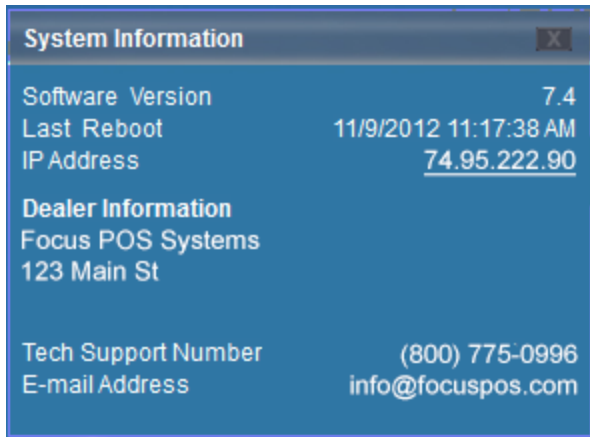 System Information X
Software Version 7.4
Last Reboot 11/9/2012 11:17:38 AM
IP Address 74.95.222.90
Dealer Information
Focus POS Systems
123 Main St
Tech Support Number (800) 775-0996
E-mail Address info@focuspos.com